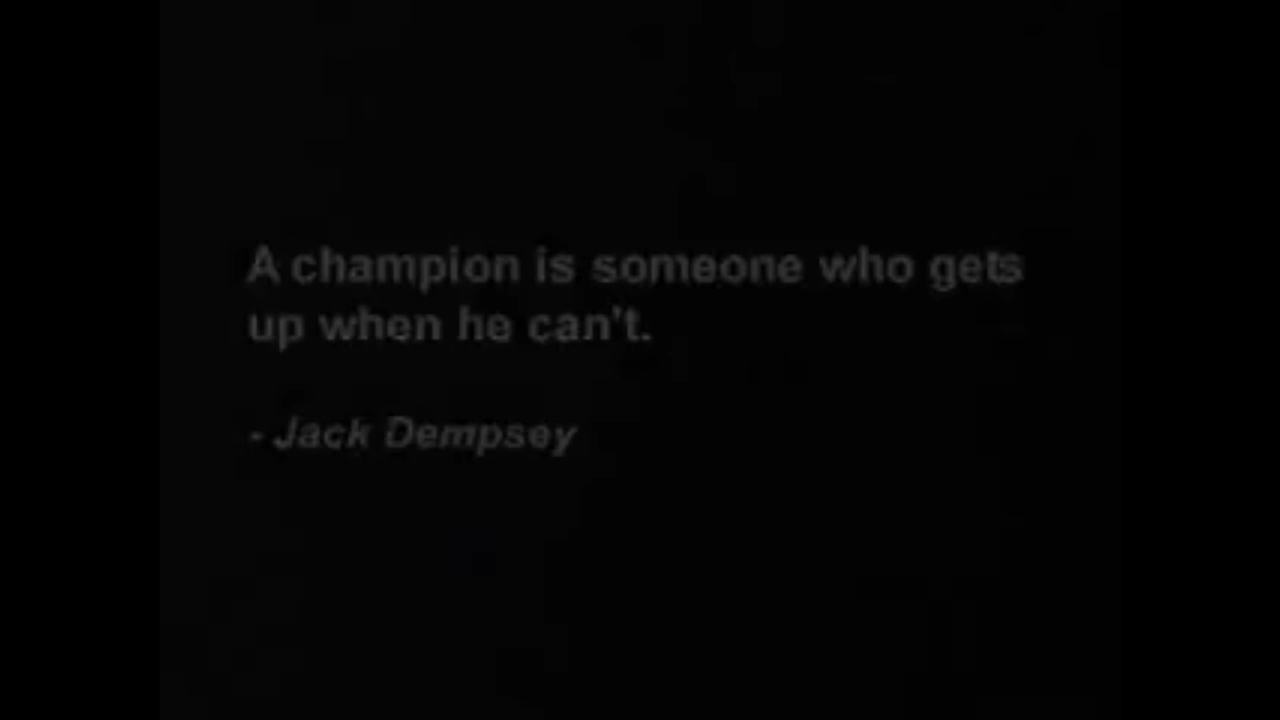 A champion is someone who gets
up when he can't.
- Jack Dempsey